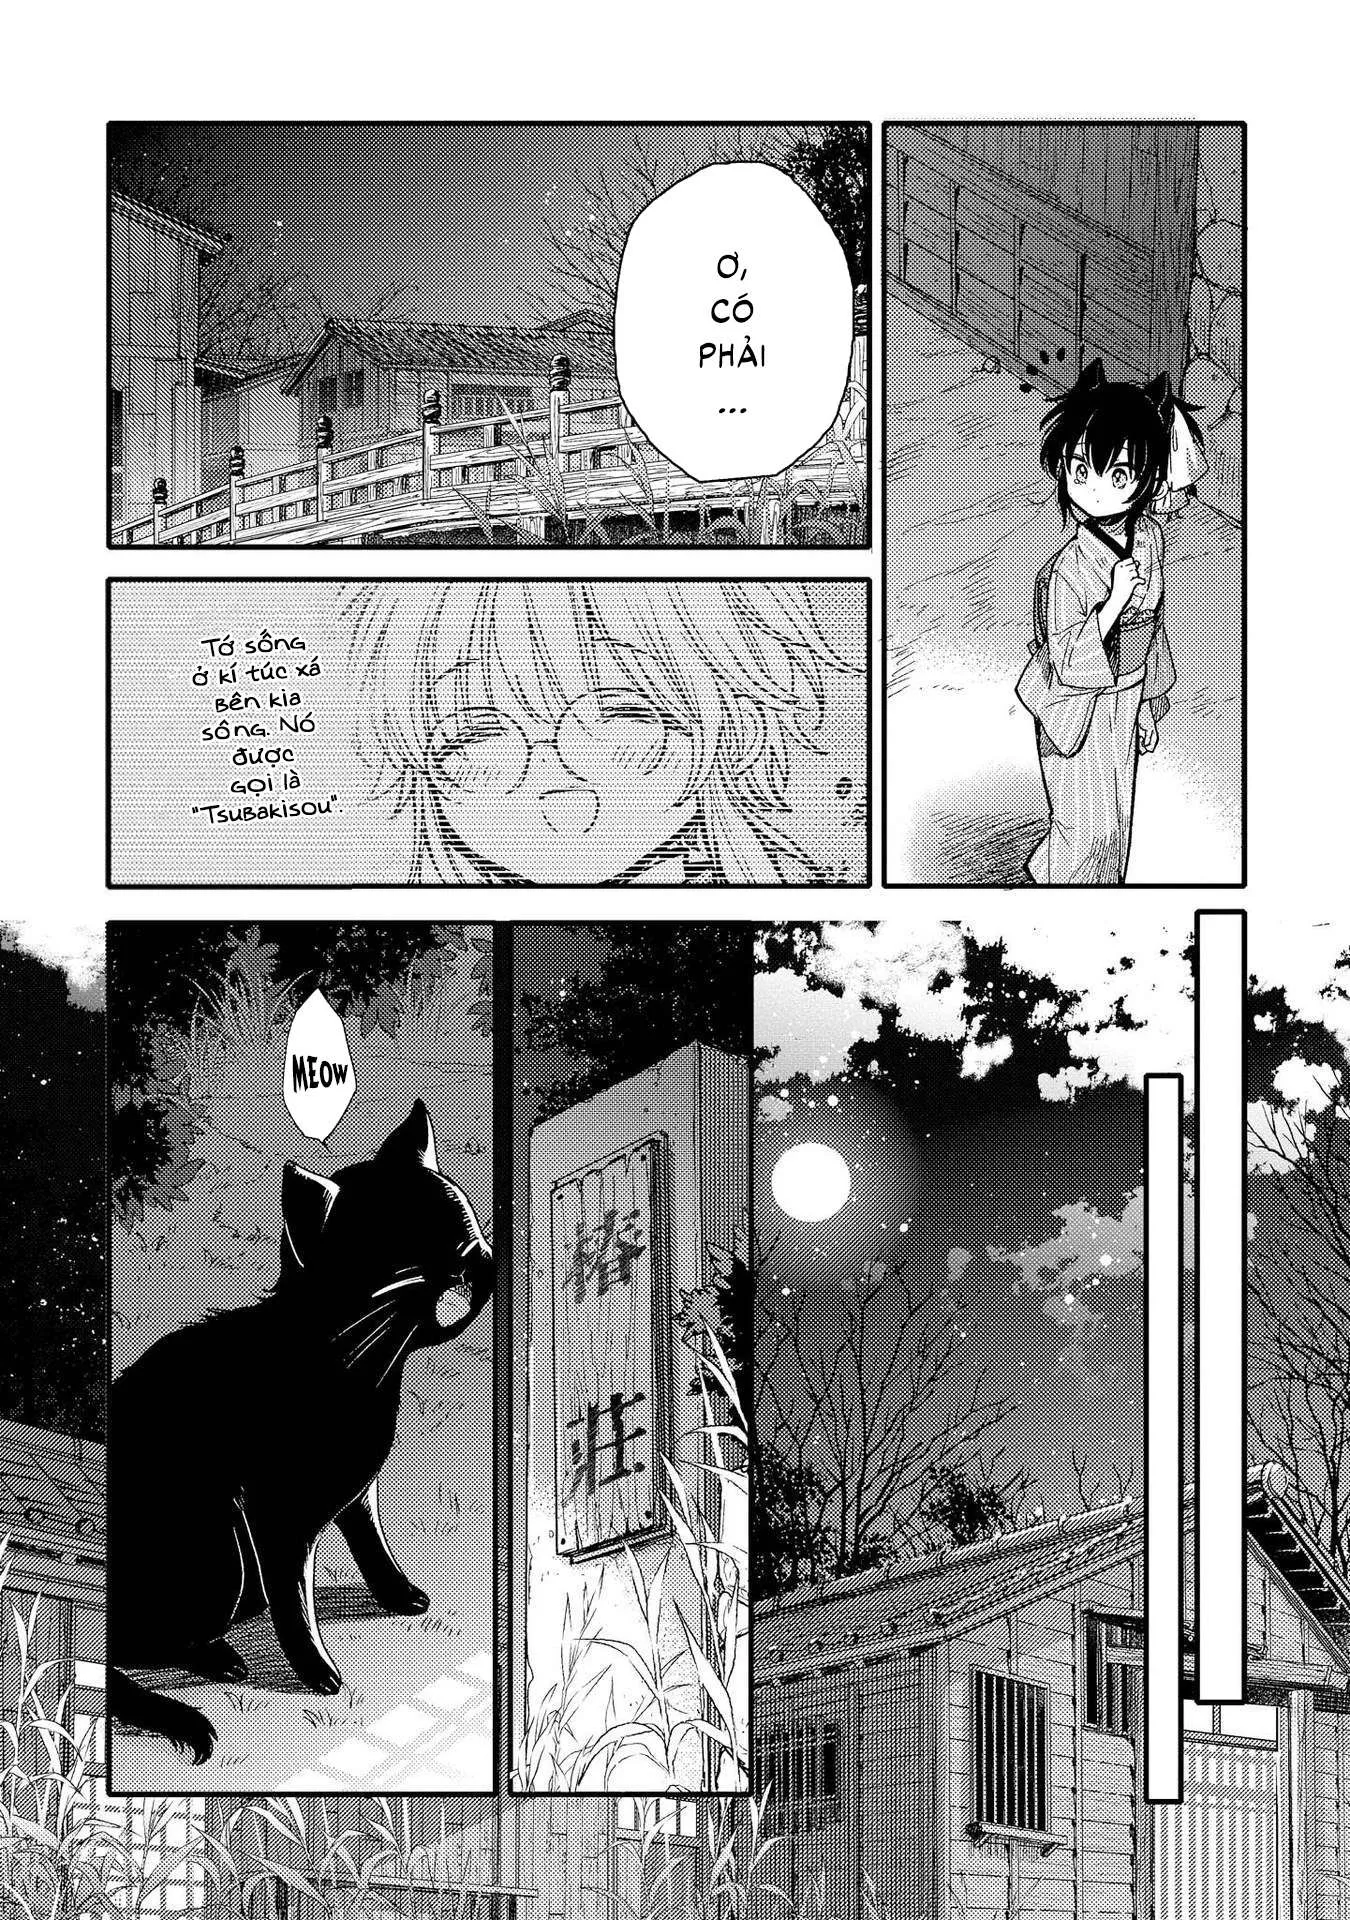 Ơ,
CÓ
PHẢI
...
Tớ sống
ở kí túc xá
bên kia
sông. Nó
được
gọi là
"Tsubakisou".
椿荘
MEOW